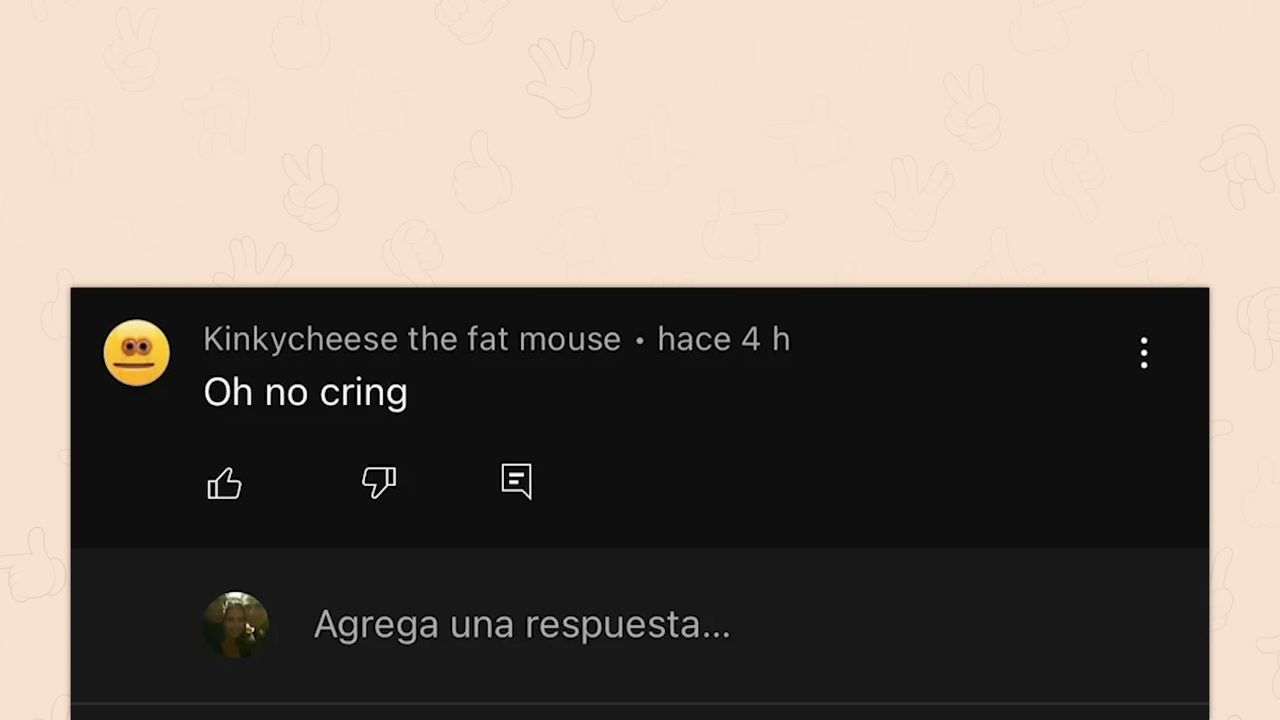 Kinkycheese the fat mouse • hace 4 h
Oh no cring
Agrega una respuesta...